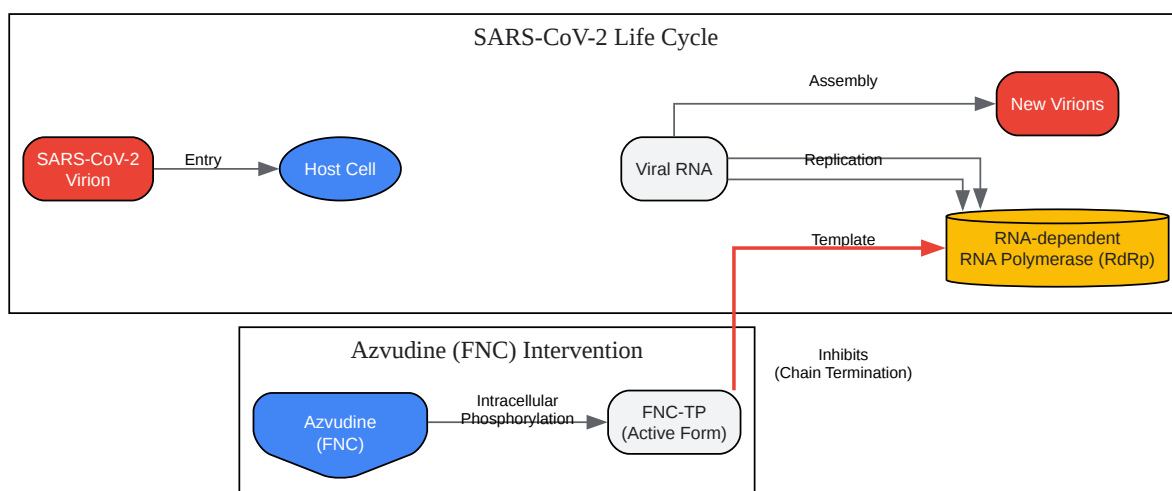 SARS-CoV-2 Life Cycle
Assembly
New Virions
SARS-CoV-2
Virion
Entry
Host Cell
Viral RNA
Replication
Template
RNA-dependent
RNA Polymerase (RdRp)
Azvudine (FNC) Intervention
Inhibits
(Chain Termination)
Azvudine
(FNC)
Intracellular
Phosphorylation
FNC-TP
(Active Form)